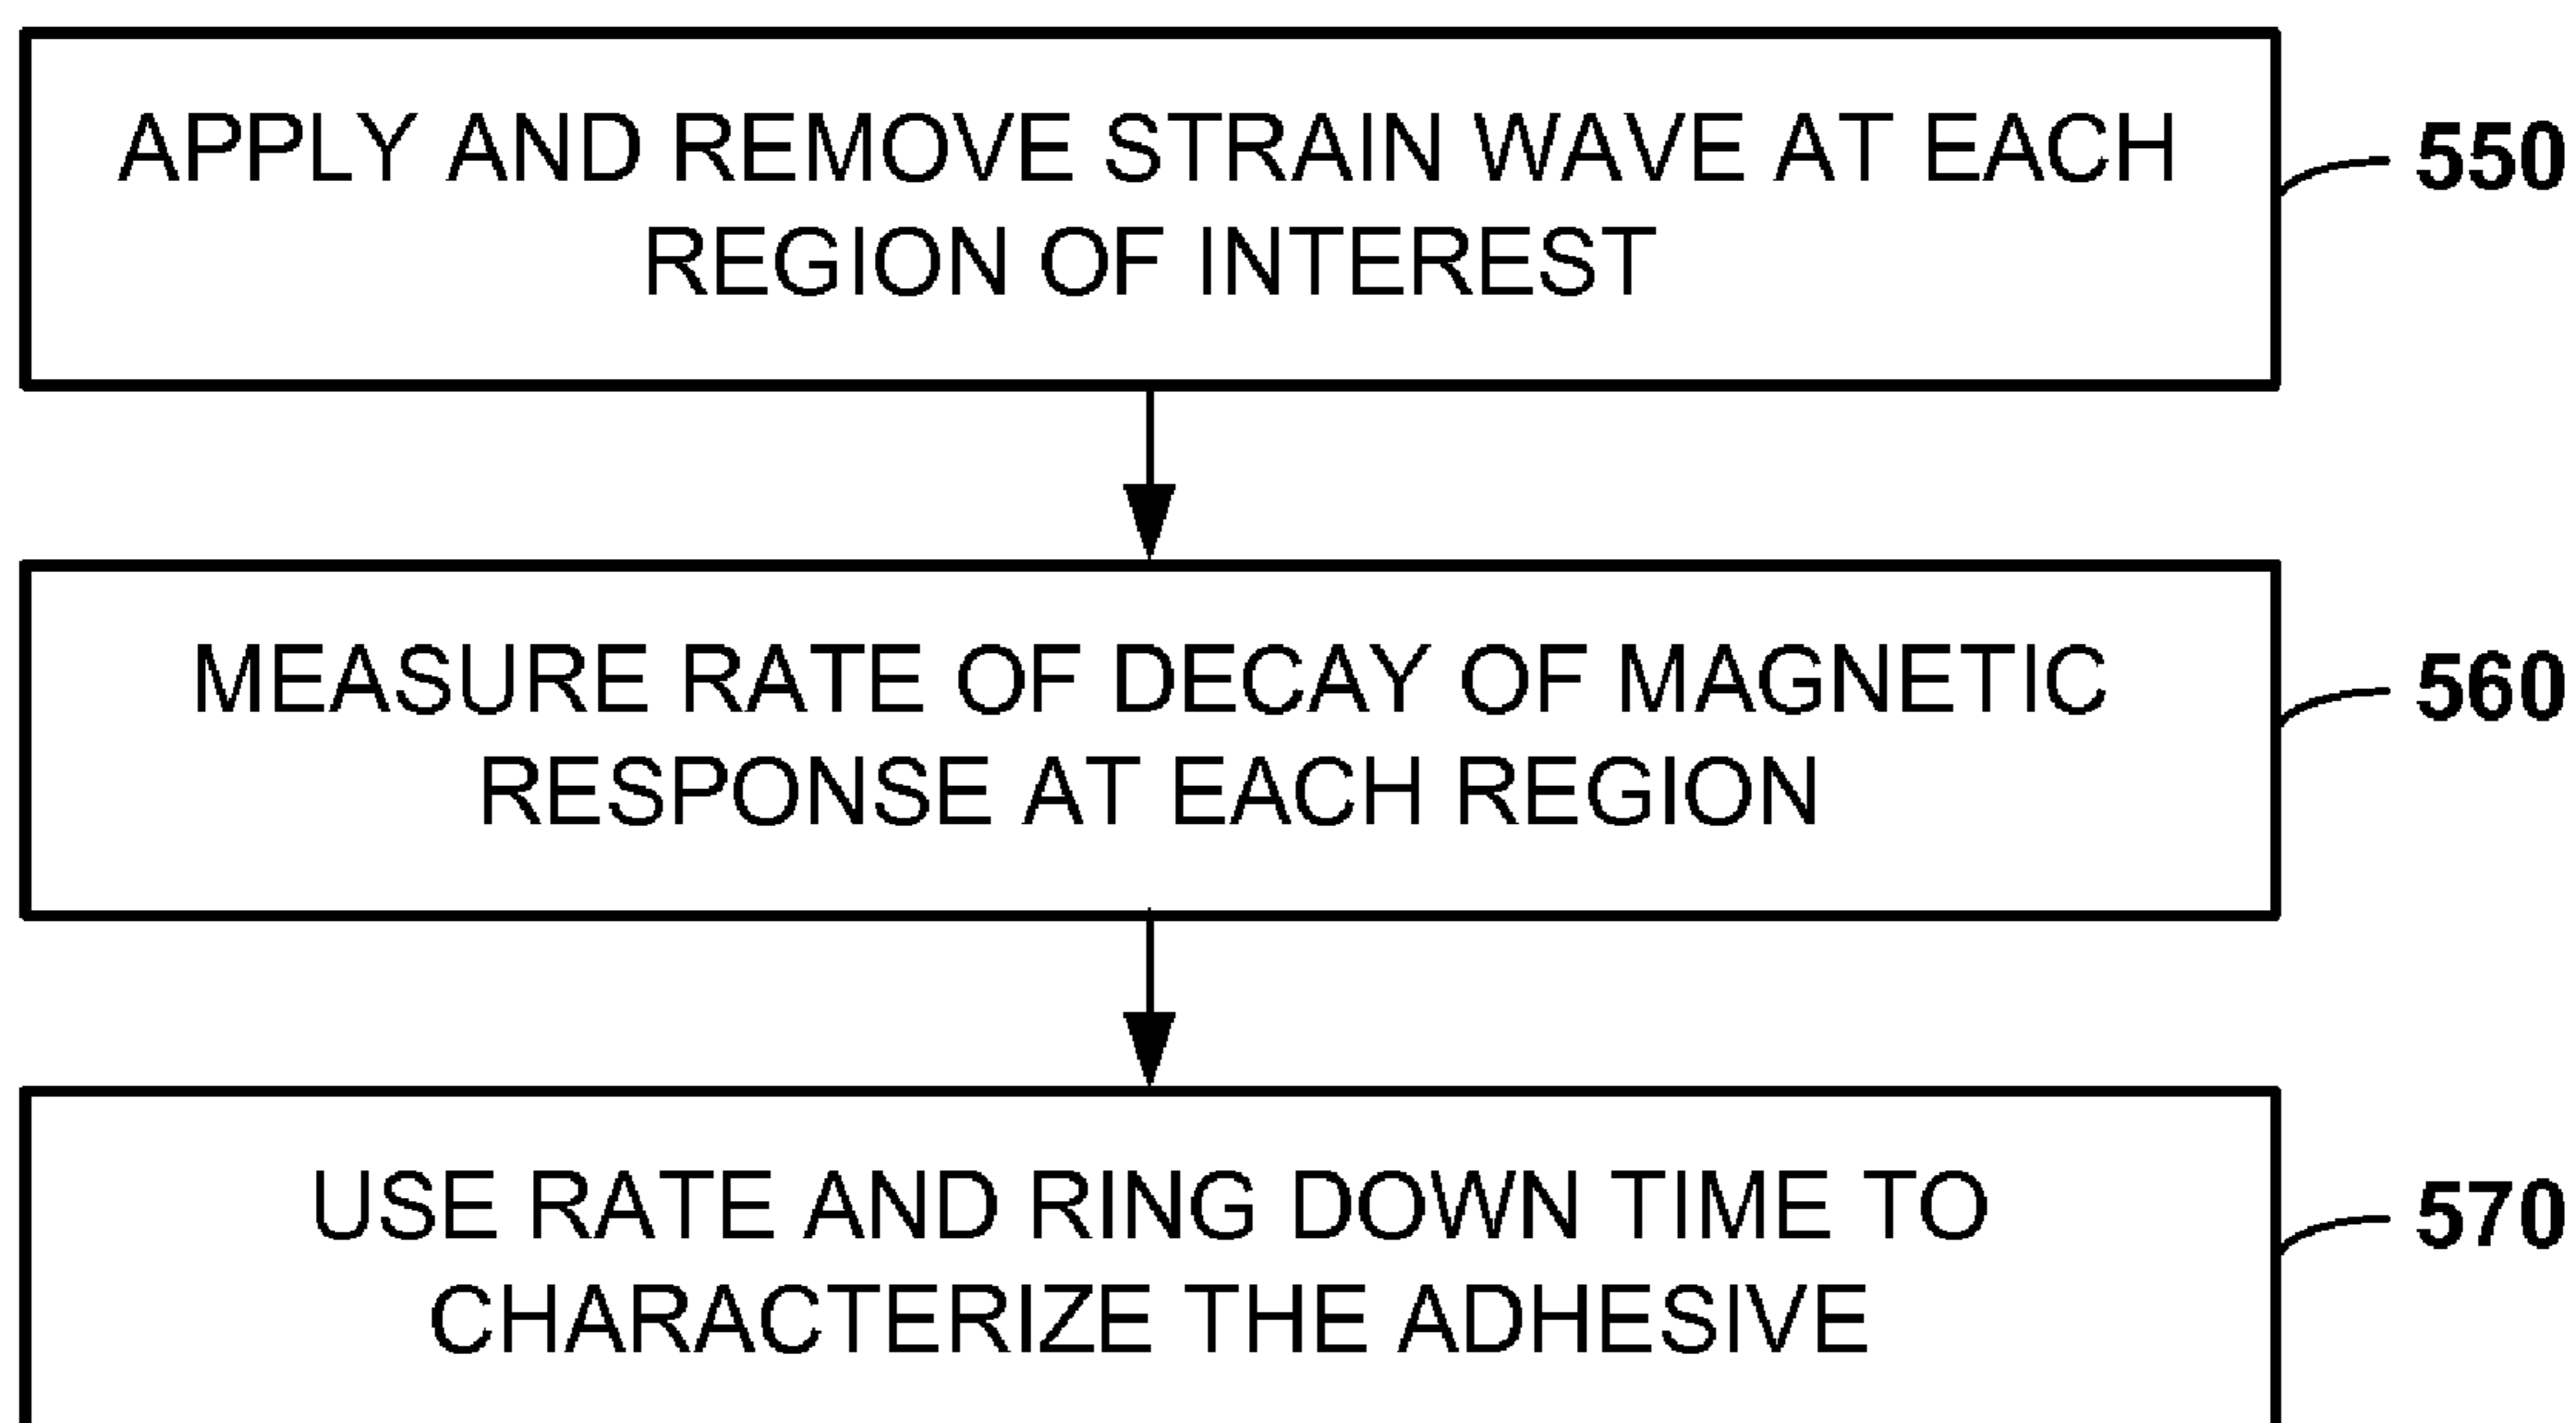 APPLY AND REMOVE STRAIN WAVE AT EACH
REGION OF INTEREST
550
MEASURE RATE OF DECAY OF MAGNETIC
RESPONSE AT EACH REGION
560
USE RATE AND RING DOWN TIME TO
CHARACTERIZE THE ADHESIVE
570